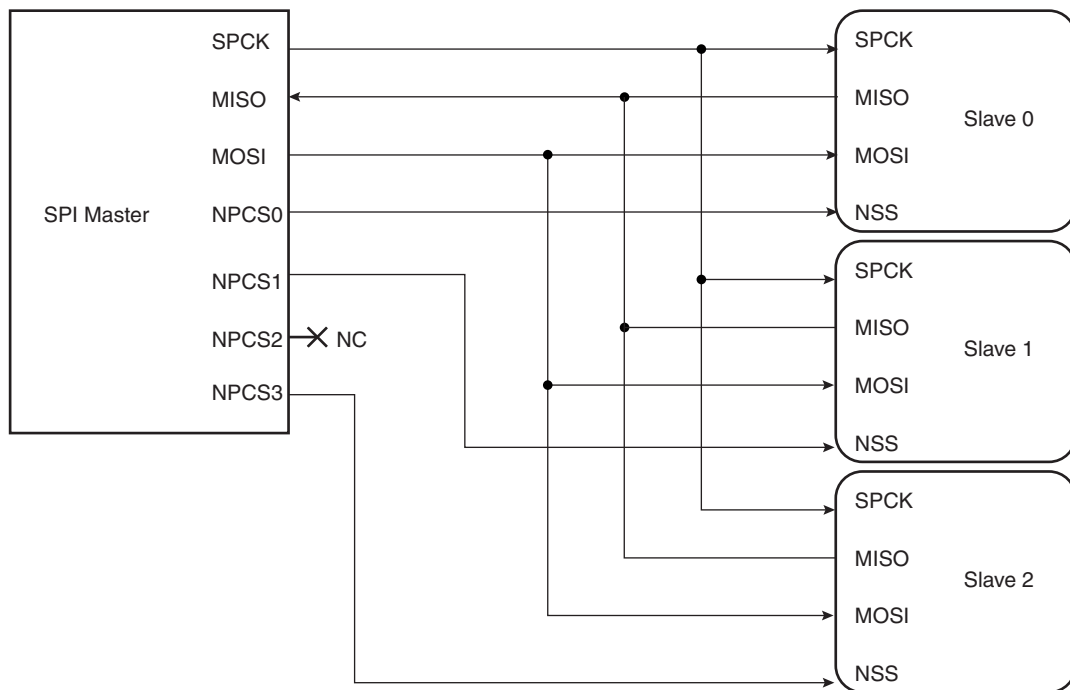 SPI Master
SPCK
MISO
MOSI
NPCS0
NPCS1
NPCS2
NC
NPCS3
SPCK
MISO
Slave 0
MOSI
NSS
SPCK
MISO
Slave 1
MOSI
NSS
SPCK
MISO
Slave 2
MOSI
NSS